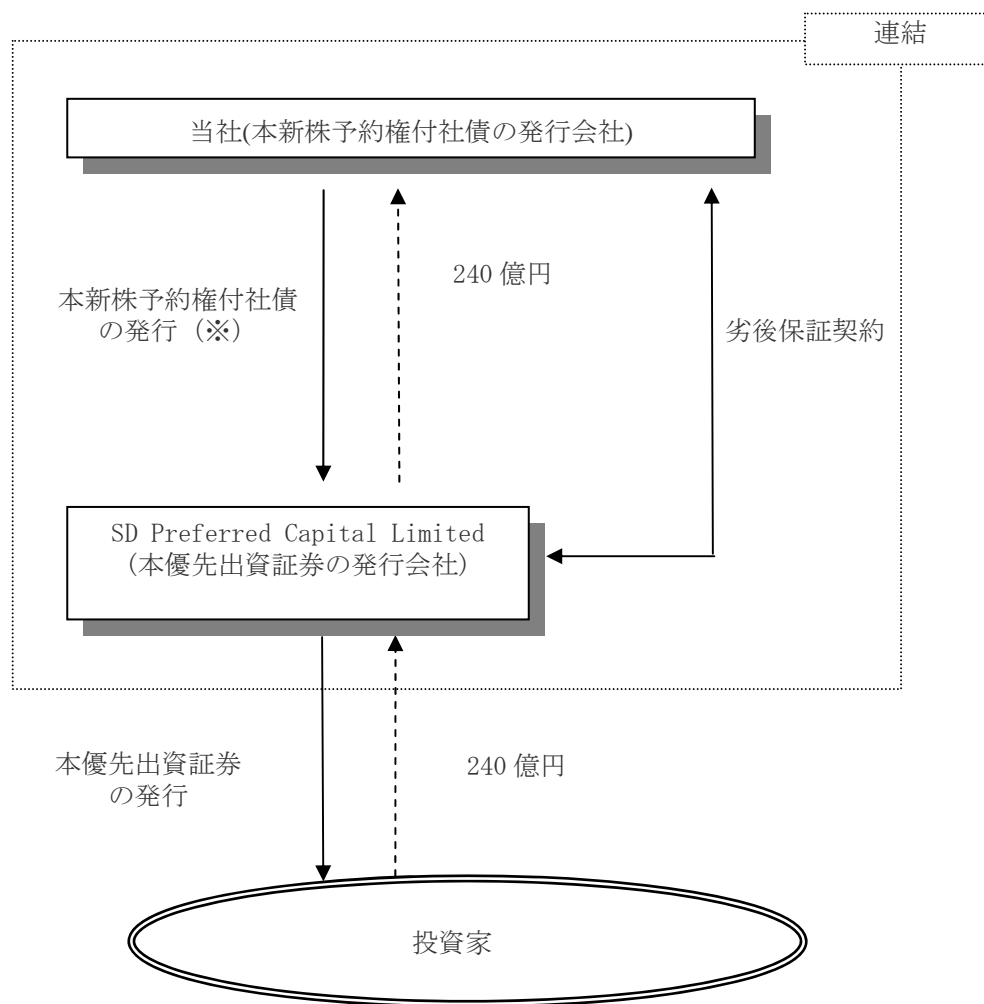 連結
当社(本新株予約権付社債の発行会社)
240 億円
本新株予約権付社債
の発行（※）
劣後保証契約
SD Preferred Capital Limited
（本優先出資証券の発行会社）
本優先出資証券
の発行
240 億円
投資家